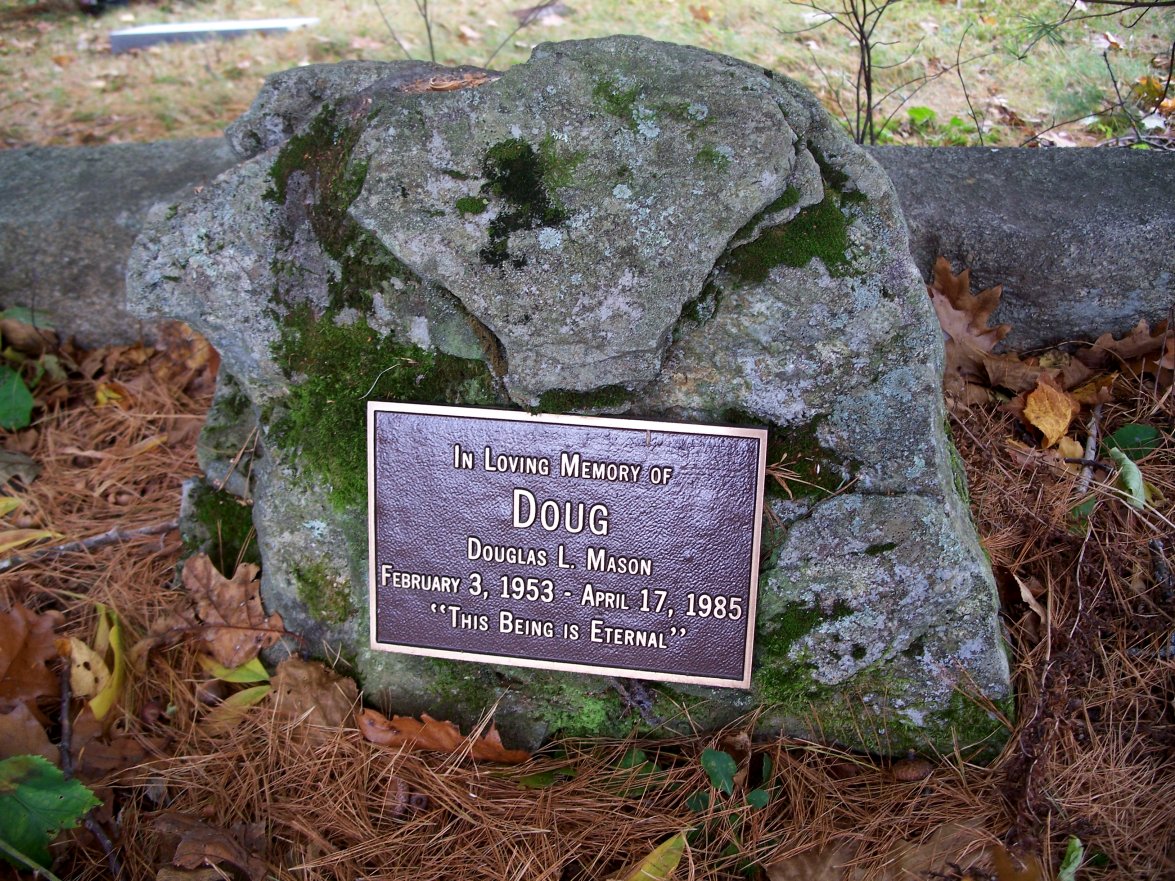 In Loving Memory of
Doug
Douglas L. Mason
February 3, 1953 - April 17, 1985
“This Being is Eternal”